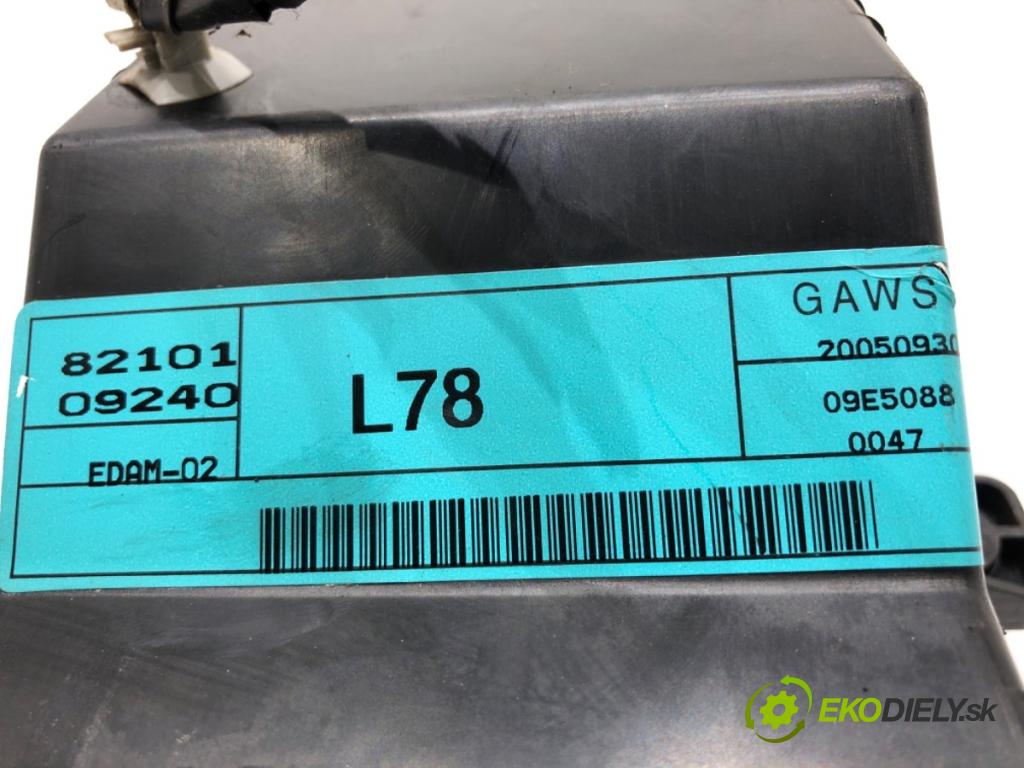 82101
09240
EDAM-02
L78
GAWS
20050930
09E5088
0047
EKODIELY.sk